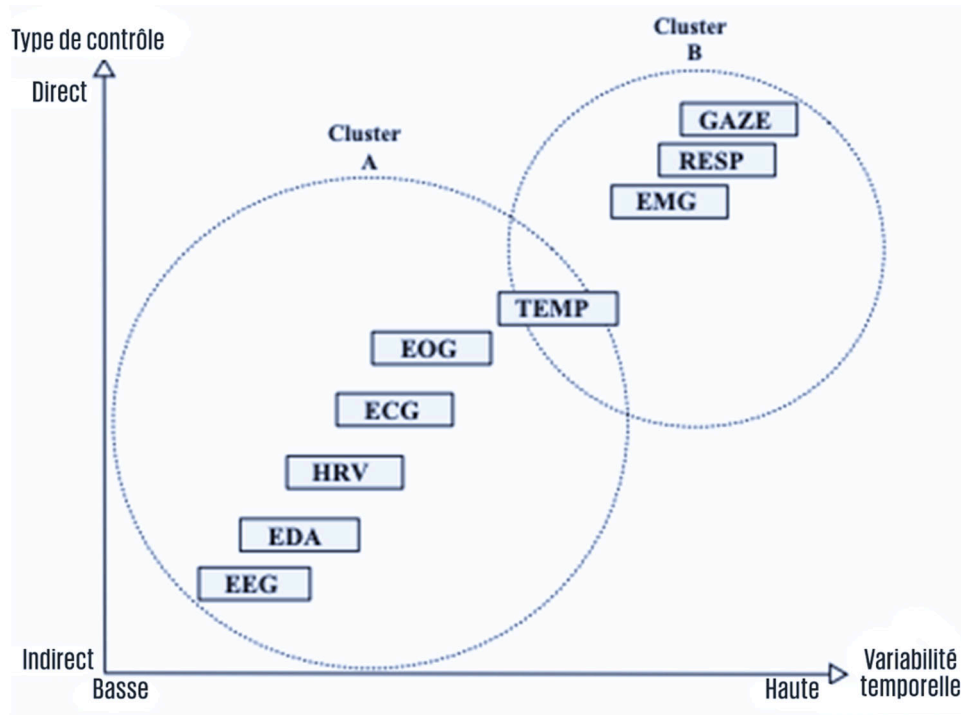 Type de contrôle
Direct
Cluster
B
GAZE
RESP
EMG
Cluster
A
TEMP
EOG
ECG
HRV
EDA
EEG
Indirect
Basse
Haute
Variabilité
temporelle